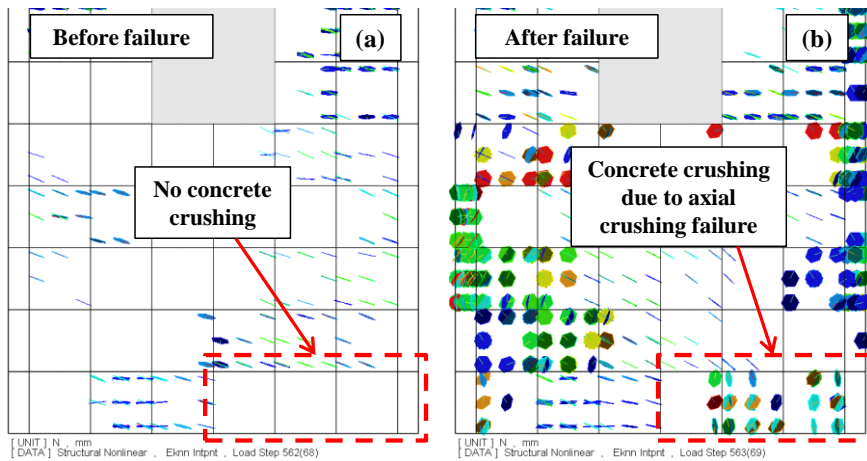 Before failure
(a)
No concrete
crushing
[ UNIT ] N , mm
[ DATA ] Structural Nonlinear , Eknn Intpnt , Load Step 562(68)
After failure
(b)
Concrete crushing
due to axial
crushing failure
[ UNIT ] N , mm
[ DATA ] Structural Nonlinear , Eknn Intpnt , Load Step 563(69)